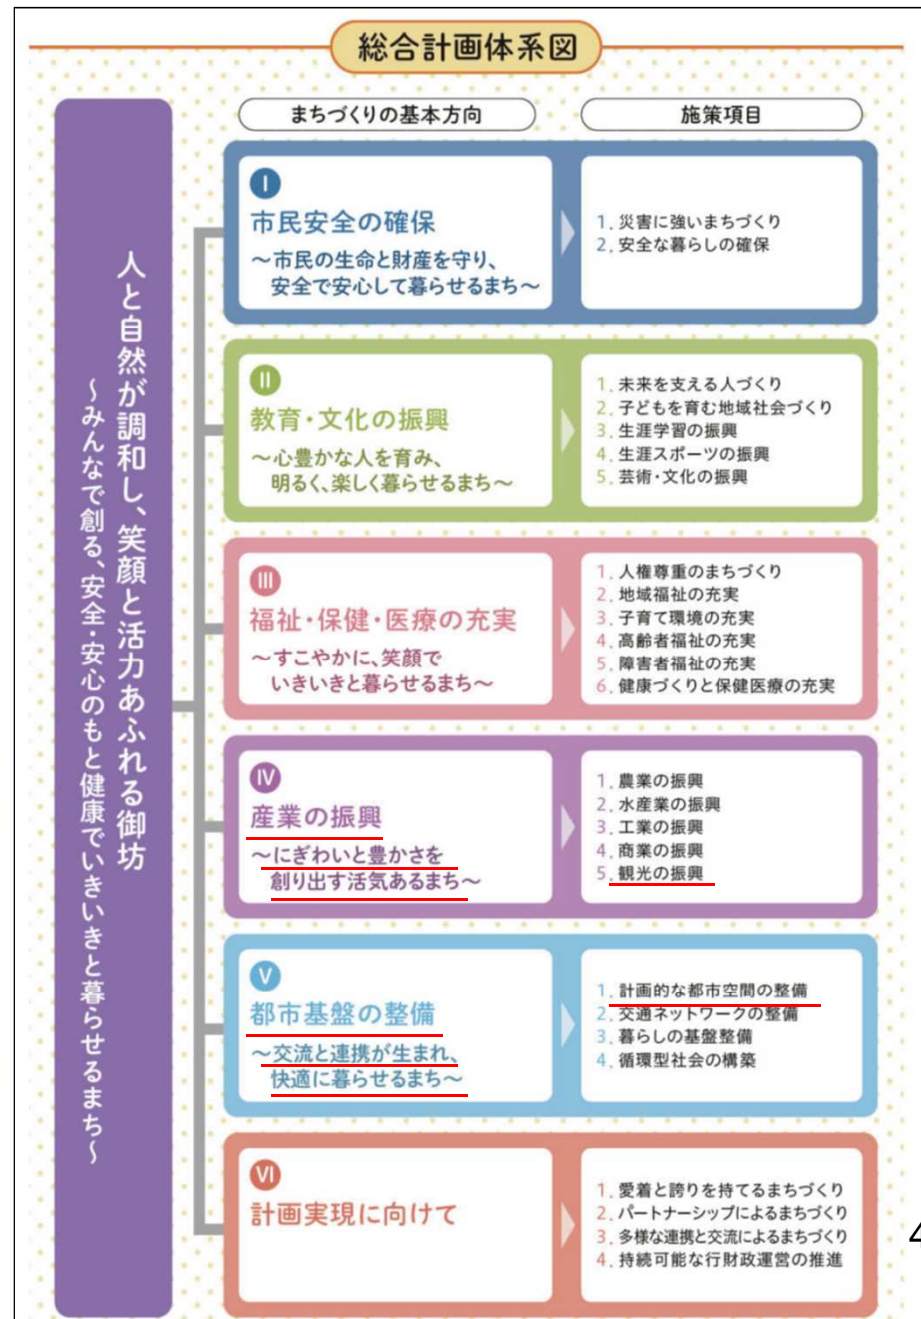 総合計画体系図
人と自然が調和し、笑顔と活力あふれる御坊
～みんなで創る、安全・安心のもと健康でいきいきと暮らせるまち～
まちづくりの基本方向
施策項目
I
市民安全の確保
～市民の生命と財産を守り、
安全で安心して暮らせるまち～
1. 災害に強いまちづくり
2. 安全な暮らしの確保
II
教育・文化の振興
～心豊かな人を育み、
明るく、楽しく暮らせるまち～
1. 未来を支える人づくり
2. 子どもを育む地域社会づくり
3. 生涯学習の振興
4. 生涯スポーツの振興
5. 芸術・文化の振興
III
福祉・保健・医療の充実
～すこやかに、笑顔で
いきいきと暮らせるまち～
1. 人権尊重のまちづくり
2. 地域福祉の充実
3. 子育て環境の充実
4. 高齢者福祉の充実
5. 障害者福祉の充実
6. 健康づくりと保健医療の充実
IV
産業の振興
～にぎわいと豊かさを
創り出す活気あるまち～
1. 農業の振興
2. 水産業の振興
3. 工業の振興
4. 商業の振興
5. 観光の振興
V
都市基盤の整備
～交流と連携が生まれ、
快適に暮らせるまち～
1. 計画的な都市空間の整備
2. 交通ネットワークの整備
3. 暮らしの基盤整備
4. 循環型社会の構築
VI
計画実現に向けて
1. 愛着と誇りを持てるまちづくり
2. パートナーシップによるまちづくり
3. 多様な連携と交流によるまちづくり
4. 持続可能な行財政運営の推進
4